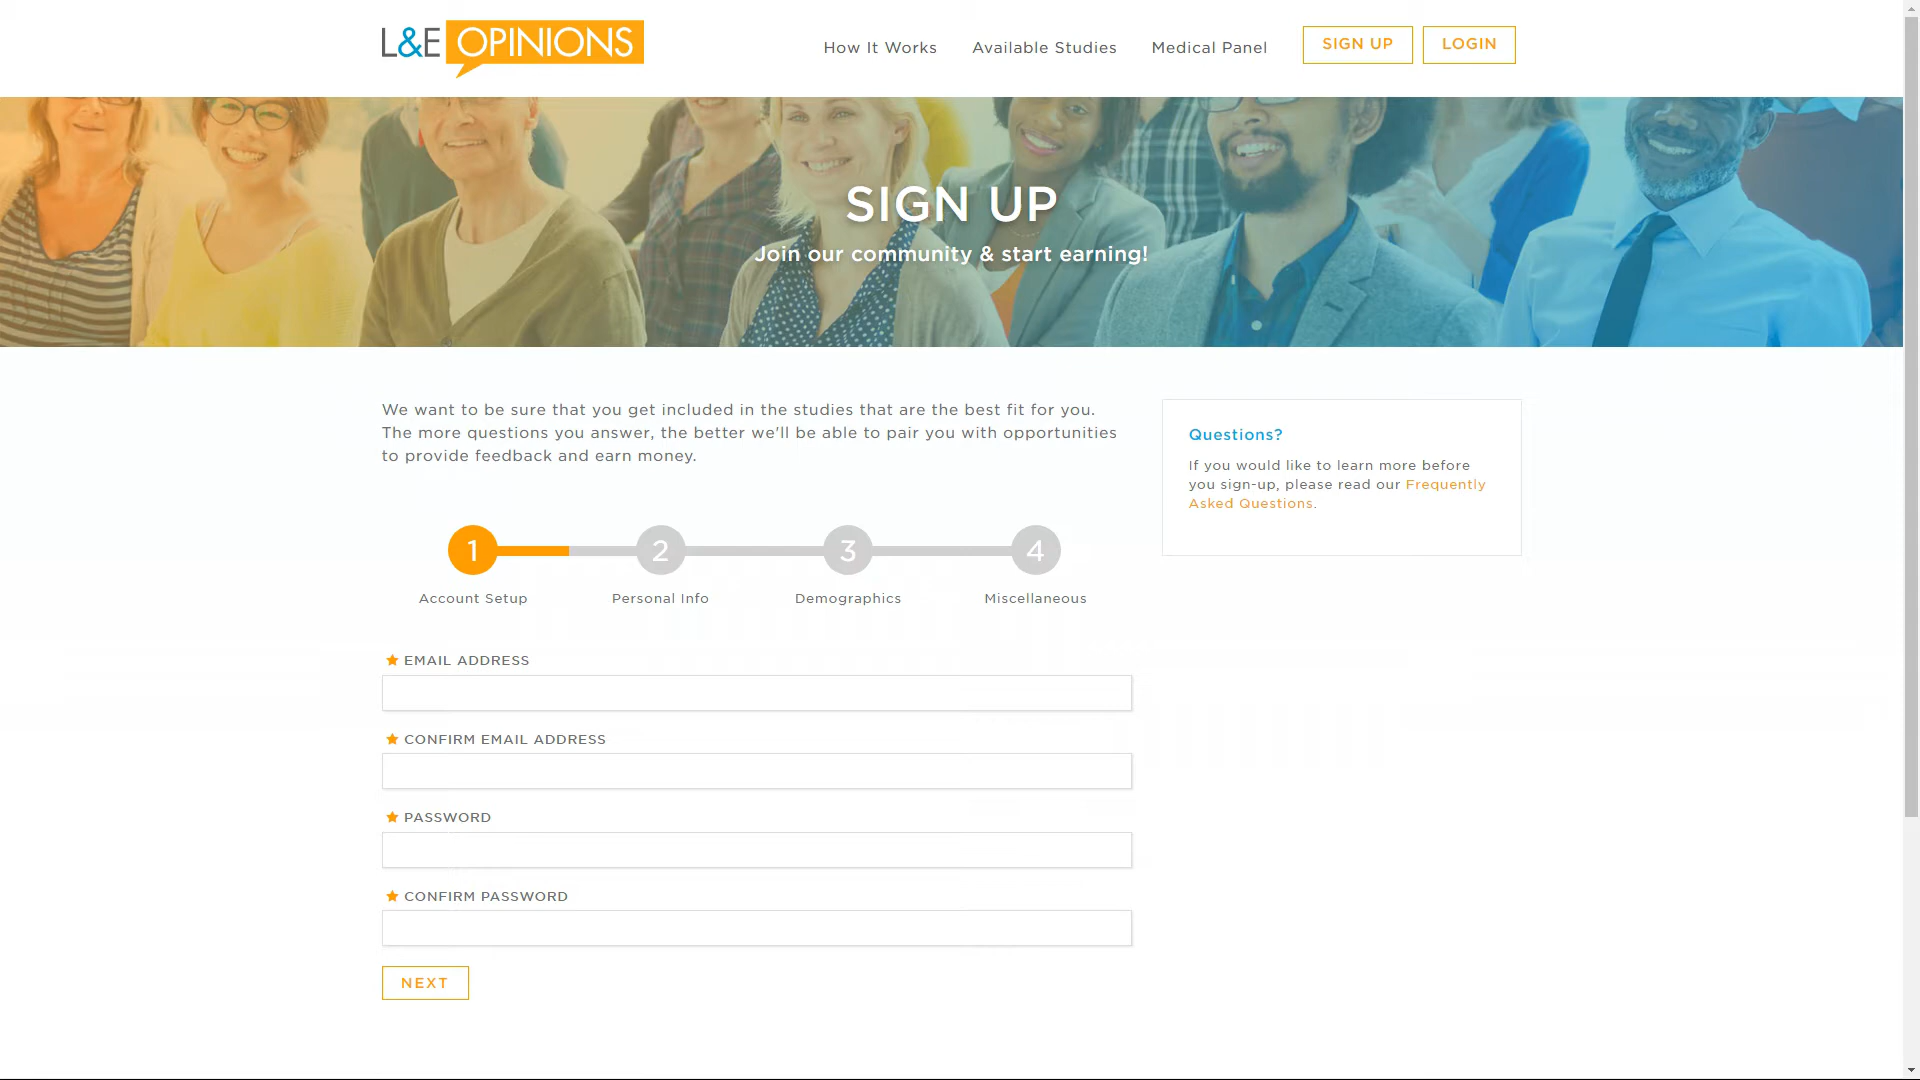 L&E OPINIONS
How It Works
Available Studies
Medical Panel
SIGN UP
LOGIN
SIGN UP
Join our community & start earning!
We want to be sure that you get included in the studies that are the best fit for you.
The more questions you answer, the better we'll be able to pair you with opportunities
to provide feedback and earn money.
Questions?
If you would like to learn more before
you sign-up, please read our Frequently
Asked Questions.
1
2
3
4
Account Setup
Personal Info
Demographics
Miscellaneous
EMAIL ADDRESS
CONFIRM EMAIL ADDRESS
PASSWORD
CONFIRM PASSWORD
NEXT